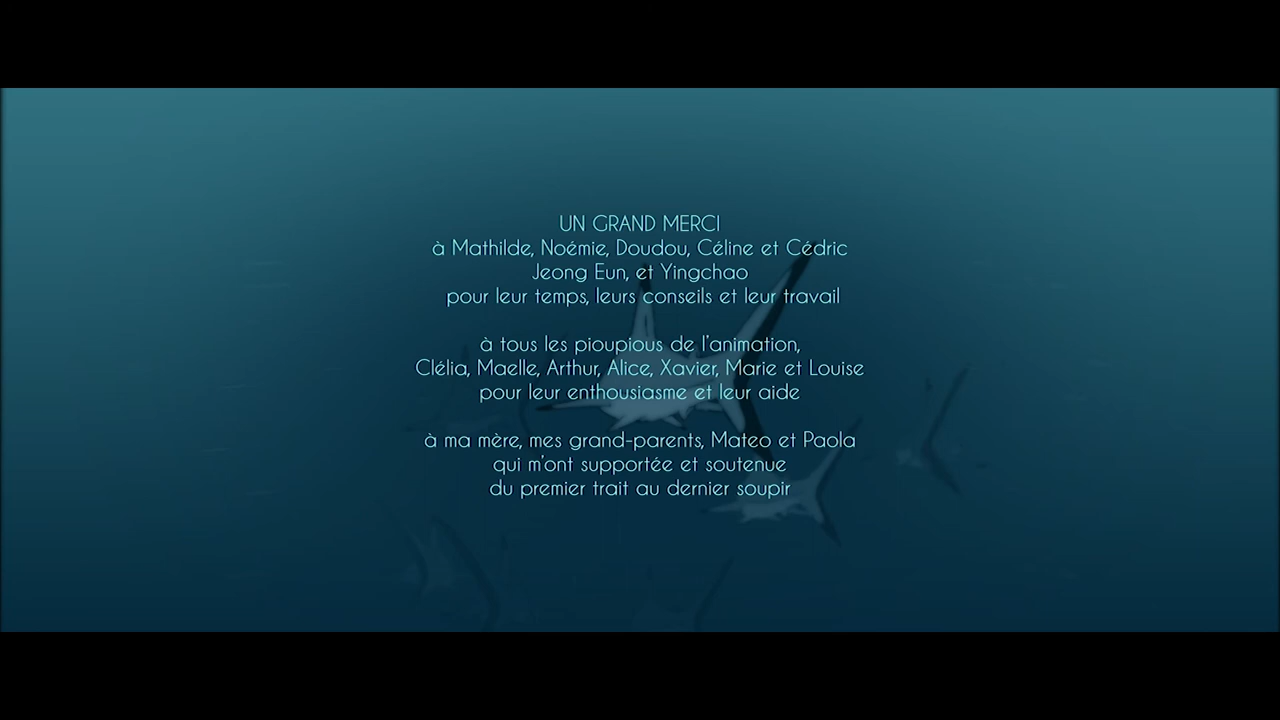 UN GRAND MERCI
à Mathilde, Noémie, Doudou, Céline et Cédric
Jeong Eun, et Yingchao
pour leur temps, leurs conseils et leur travail
à tous les pioupious de l'animation,
Clélia, Maelle, Arthur, Alice, Xavier, Marie et Louise
pour leur enthousiasme et leur aide
à ma mère, mes grand-parents, Mateo et Paola
qui m'ont supportée et soutenue
du premier trait au dernier soupir